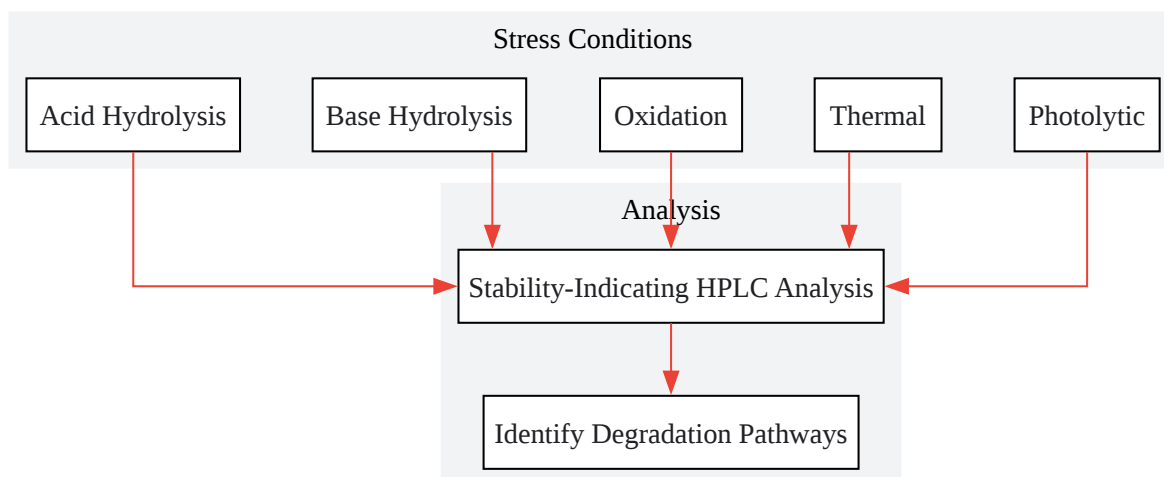 Stress Conditions
Acid Hydrolysis
Base Hydrolysis
Oxidation
Thermal
Photolytic
Analysis
Stability-Indicating HPLC Analysis
Identify Degradation Pathways